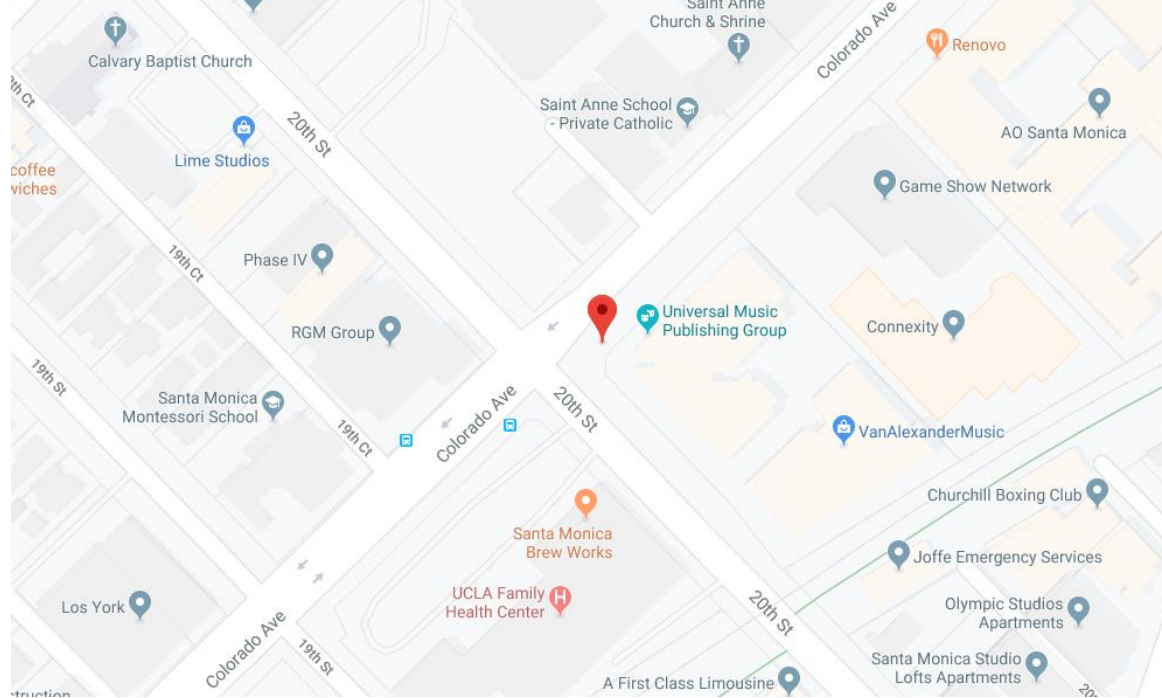 Saint Anne
Church & Shrine
Colorado Ave
Renovo
Calvary Baptist Church
19th Ct
20th St
Saint Anne School
- Private Catholic
AO Santa Monica
Lime Studios
coffee
Game Show Network
19th Ct
Phase IV
Universal Music
Publishing Group
RGM Group
Connexity
19th St
Santa Monica
Montessori School
Colorado Ave
20th St
19th Ct
VanAlexanderMusic
Churchill Boxing Club
Santa Monica
Brew Works
Joffe Emergency Services
UCLA Family
Health Center
20th St
Los York
Olympic Studios
Apartments
Colorado Ave
19th St
Santa Monica Studio
Lofts Apartments
A First Class Limousine